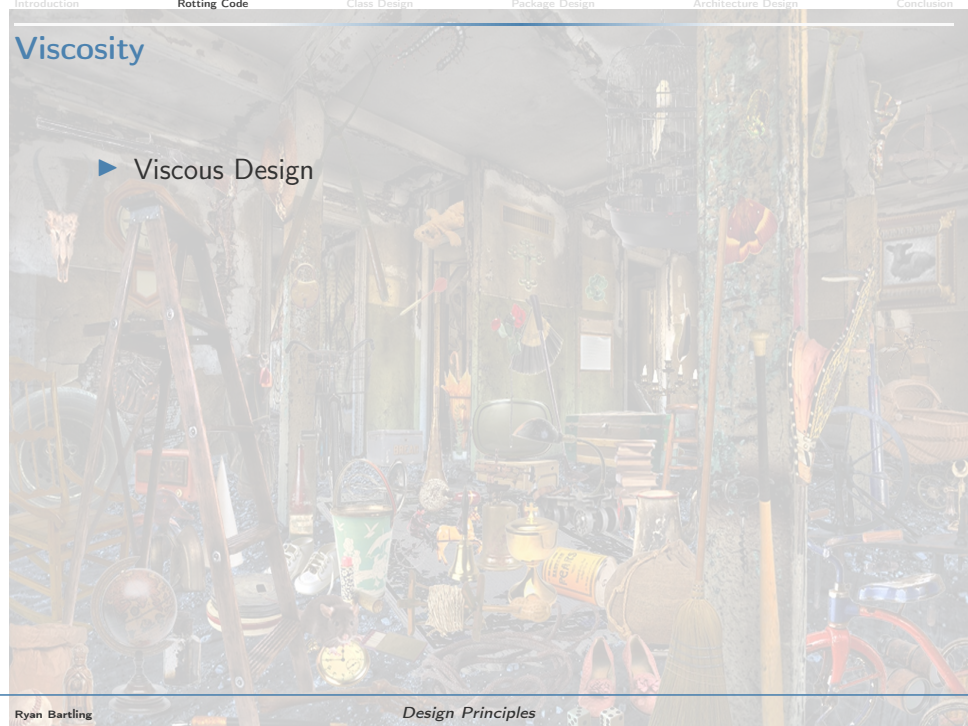 Introduction Rotting Code Class Design Package Design Architecture Design Conclusion
Viscosity
Viscous Design
Ryan Bartling Design Principles